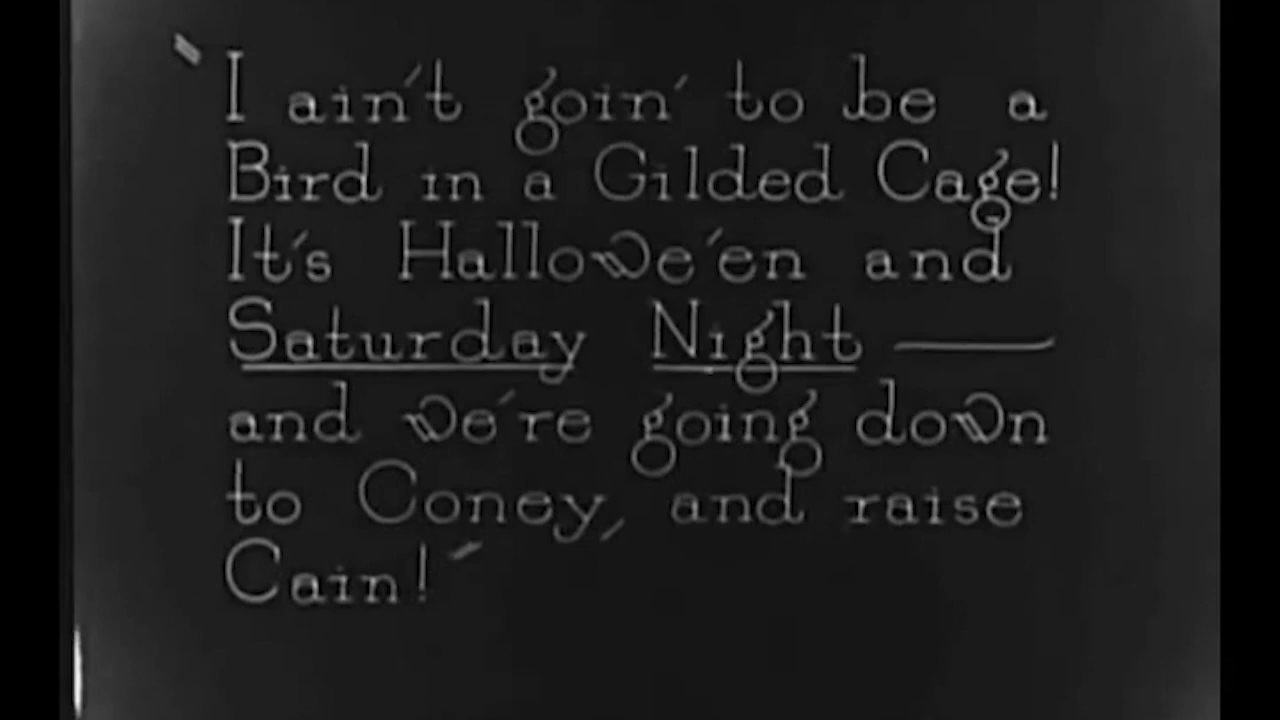 "I ain't goin' to be a
Bird in a Gilded Cage!
It's Hallowe'en and
Saturday Night —
and we're going down
to Coney, and raise
Cain!"